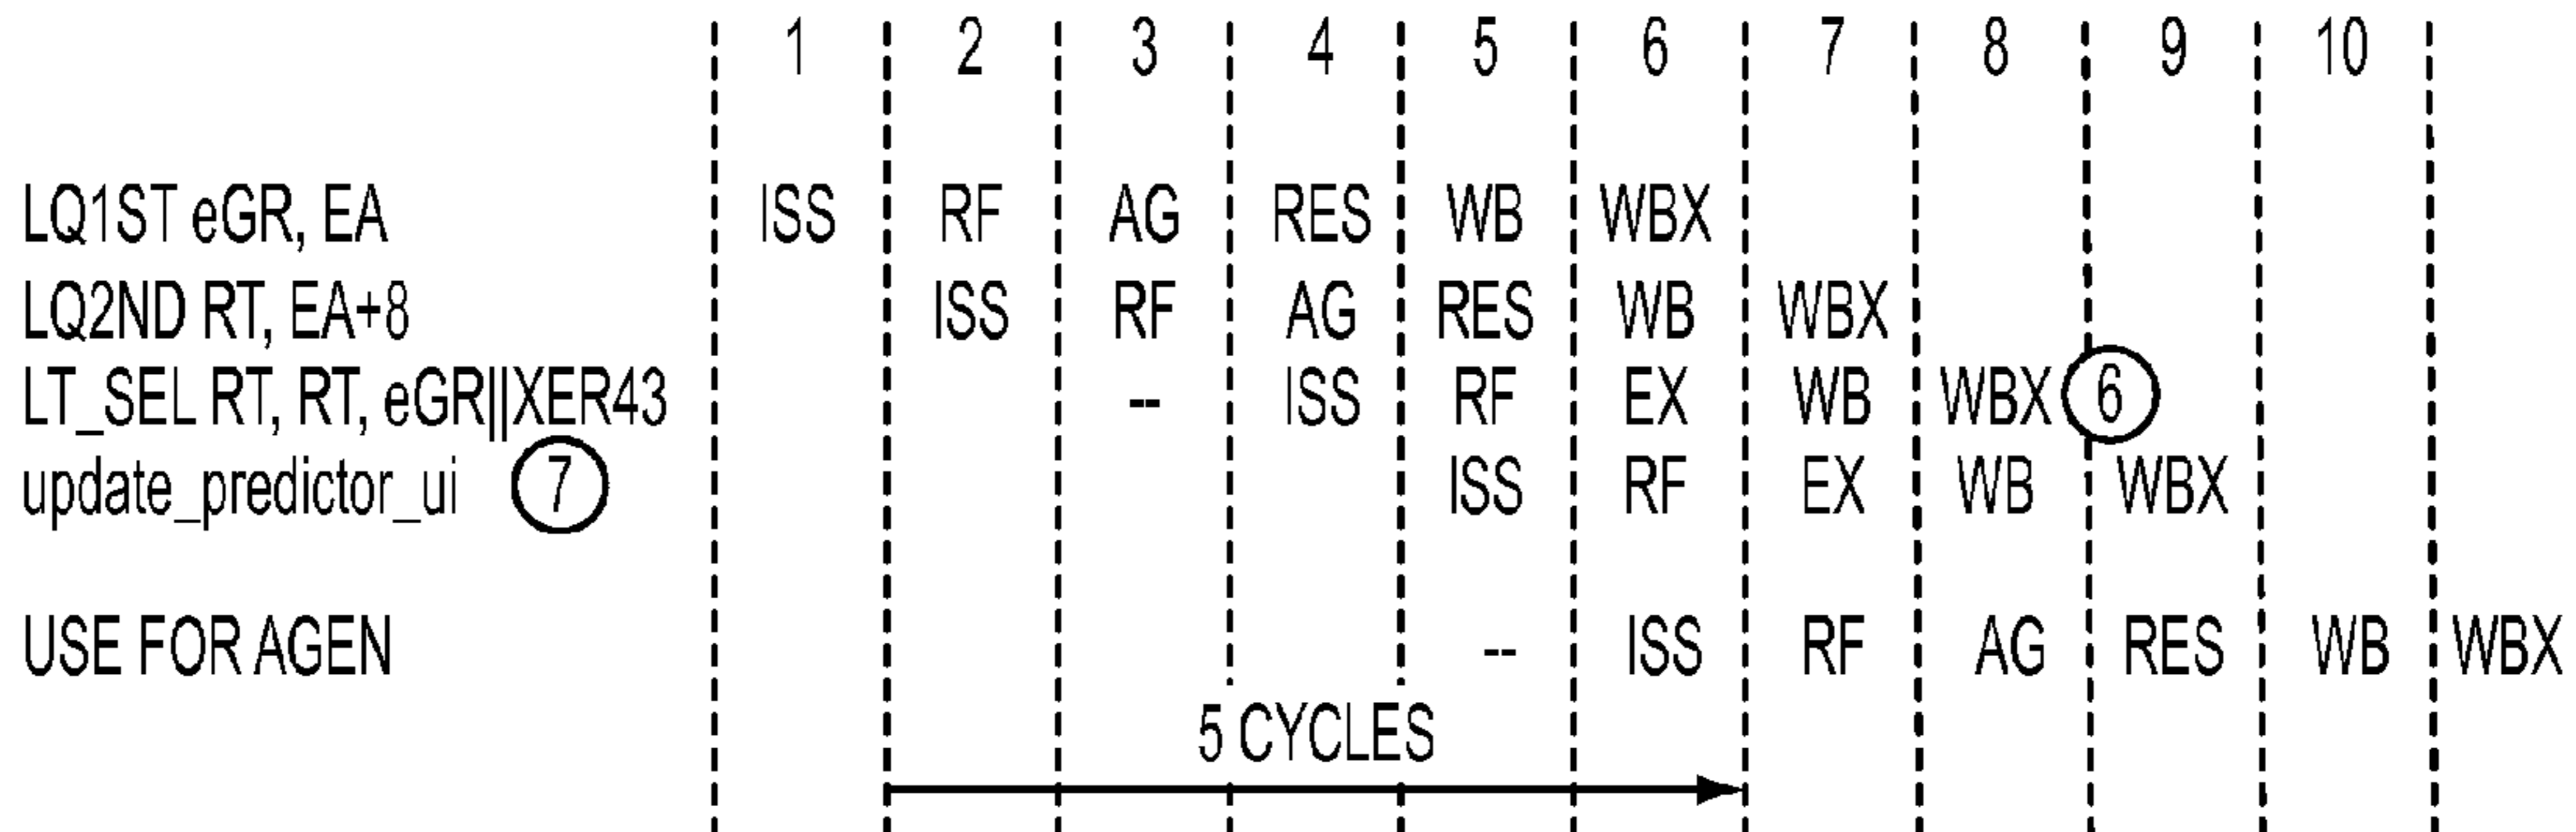 1 2 3 4 5 6 7 8 9 10
LQ1ST eGR, EA ISS RF AG RES WB WBX
LQ2ND RT, EA+8 ISS RF AG RES WB WBX
LT_SEL RT, RT, eGR||XER43 -- ISS RF EX WB WBX 6
update_predictor_ui 7 ISS RF EX WB WBX
USE FOR AGEN -- ISS RF AG RES WB WBX
5 CYCLES